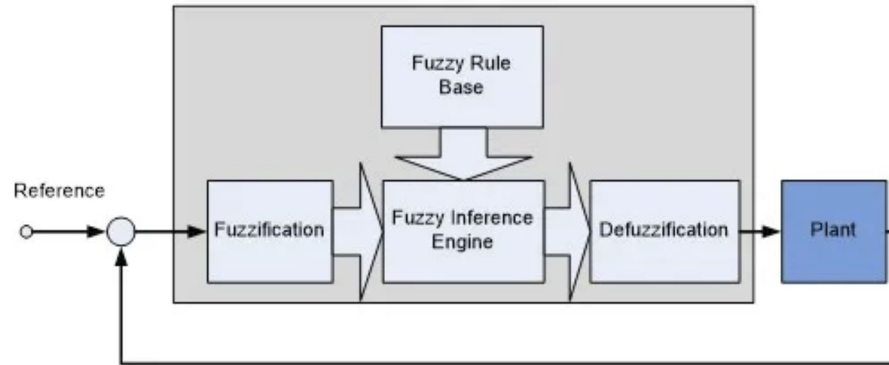 Fuzzy Rule
Base
Reference
Fuzzification
Fuzzy Inference
Engine
Defuzzification
Plant